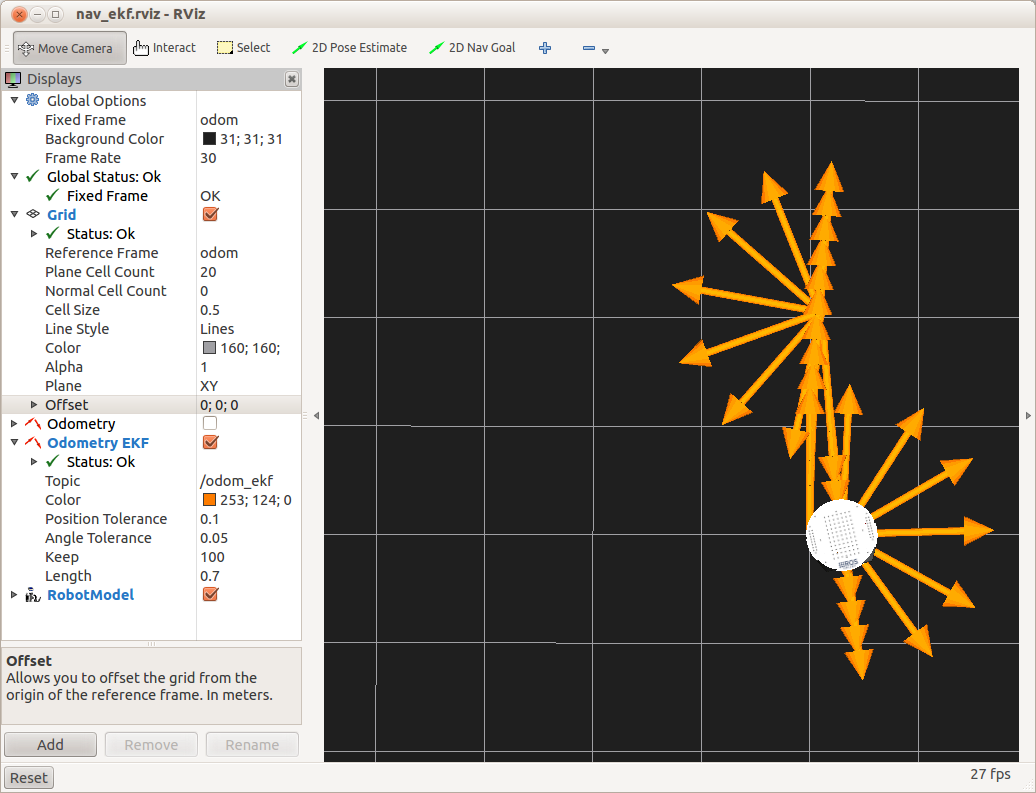 nav_ekf.rviz - RViz
Move Camera Interact Select 2D Pose Estimate 2D Nav Goal
Displays
Global Options
Fixed Frame odom
Background Color 31; 31; 31
Frame Rate 30
Global Status: Ok
Fixed Frame OK
Grid
Status: Ok
Reference Frame odom
Plane Cell Count 20
Normal Cell Count 0
Cell Size 0.5
Line Style Lines
Color 160; 160;
Alpha 1
Plane XY
Offset 0; 0; 0
Odometry
Odometry EKF
Status: Ok
Topic /odom_ekf
Color 253; 124; 0
Position Tolerance 0.1
Angle Tolerance 0.05
Keep 100
Length 0.7
RobotModel
Offset
Allows you to offset the grid from the
origin of the reference frame. In meters.
Add Remove Rename
Reset
27 fps
ROS